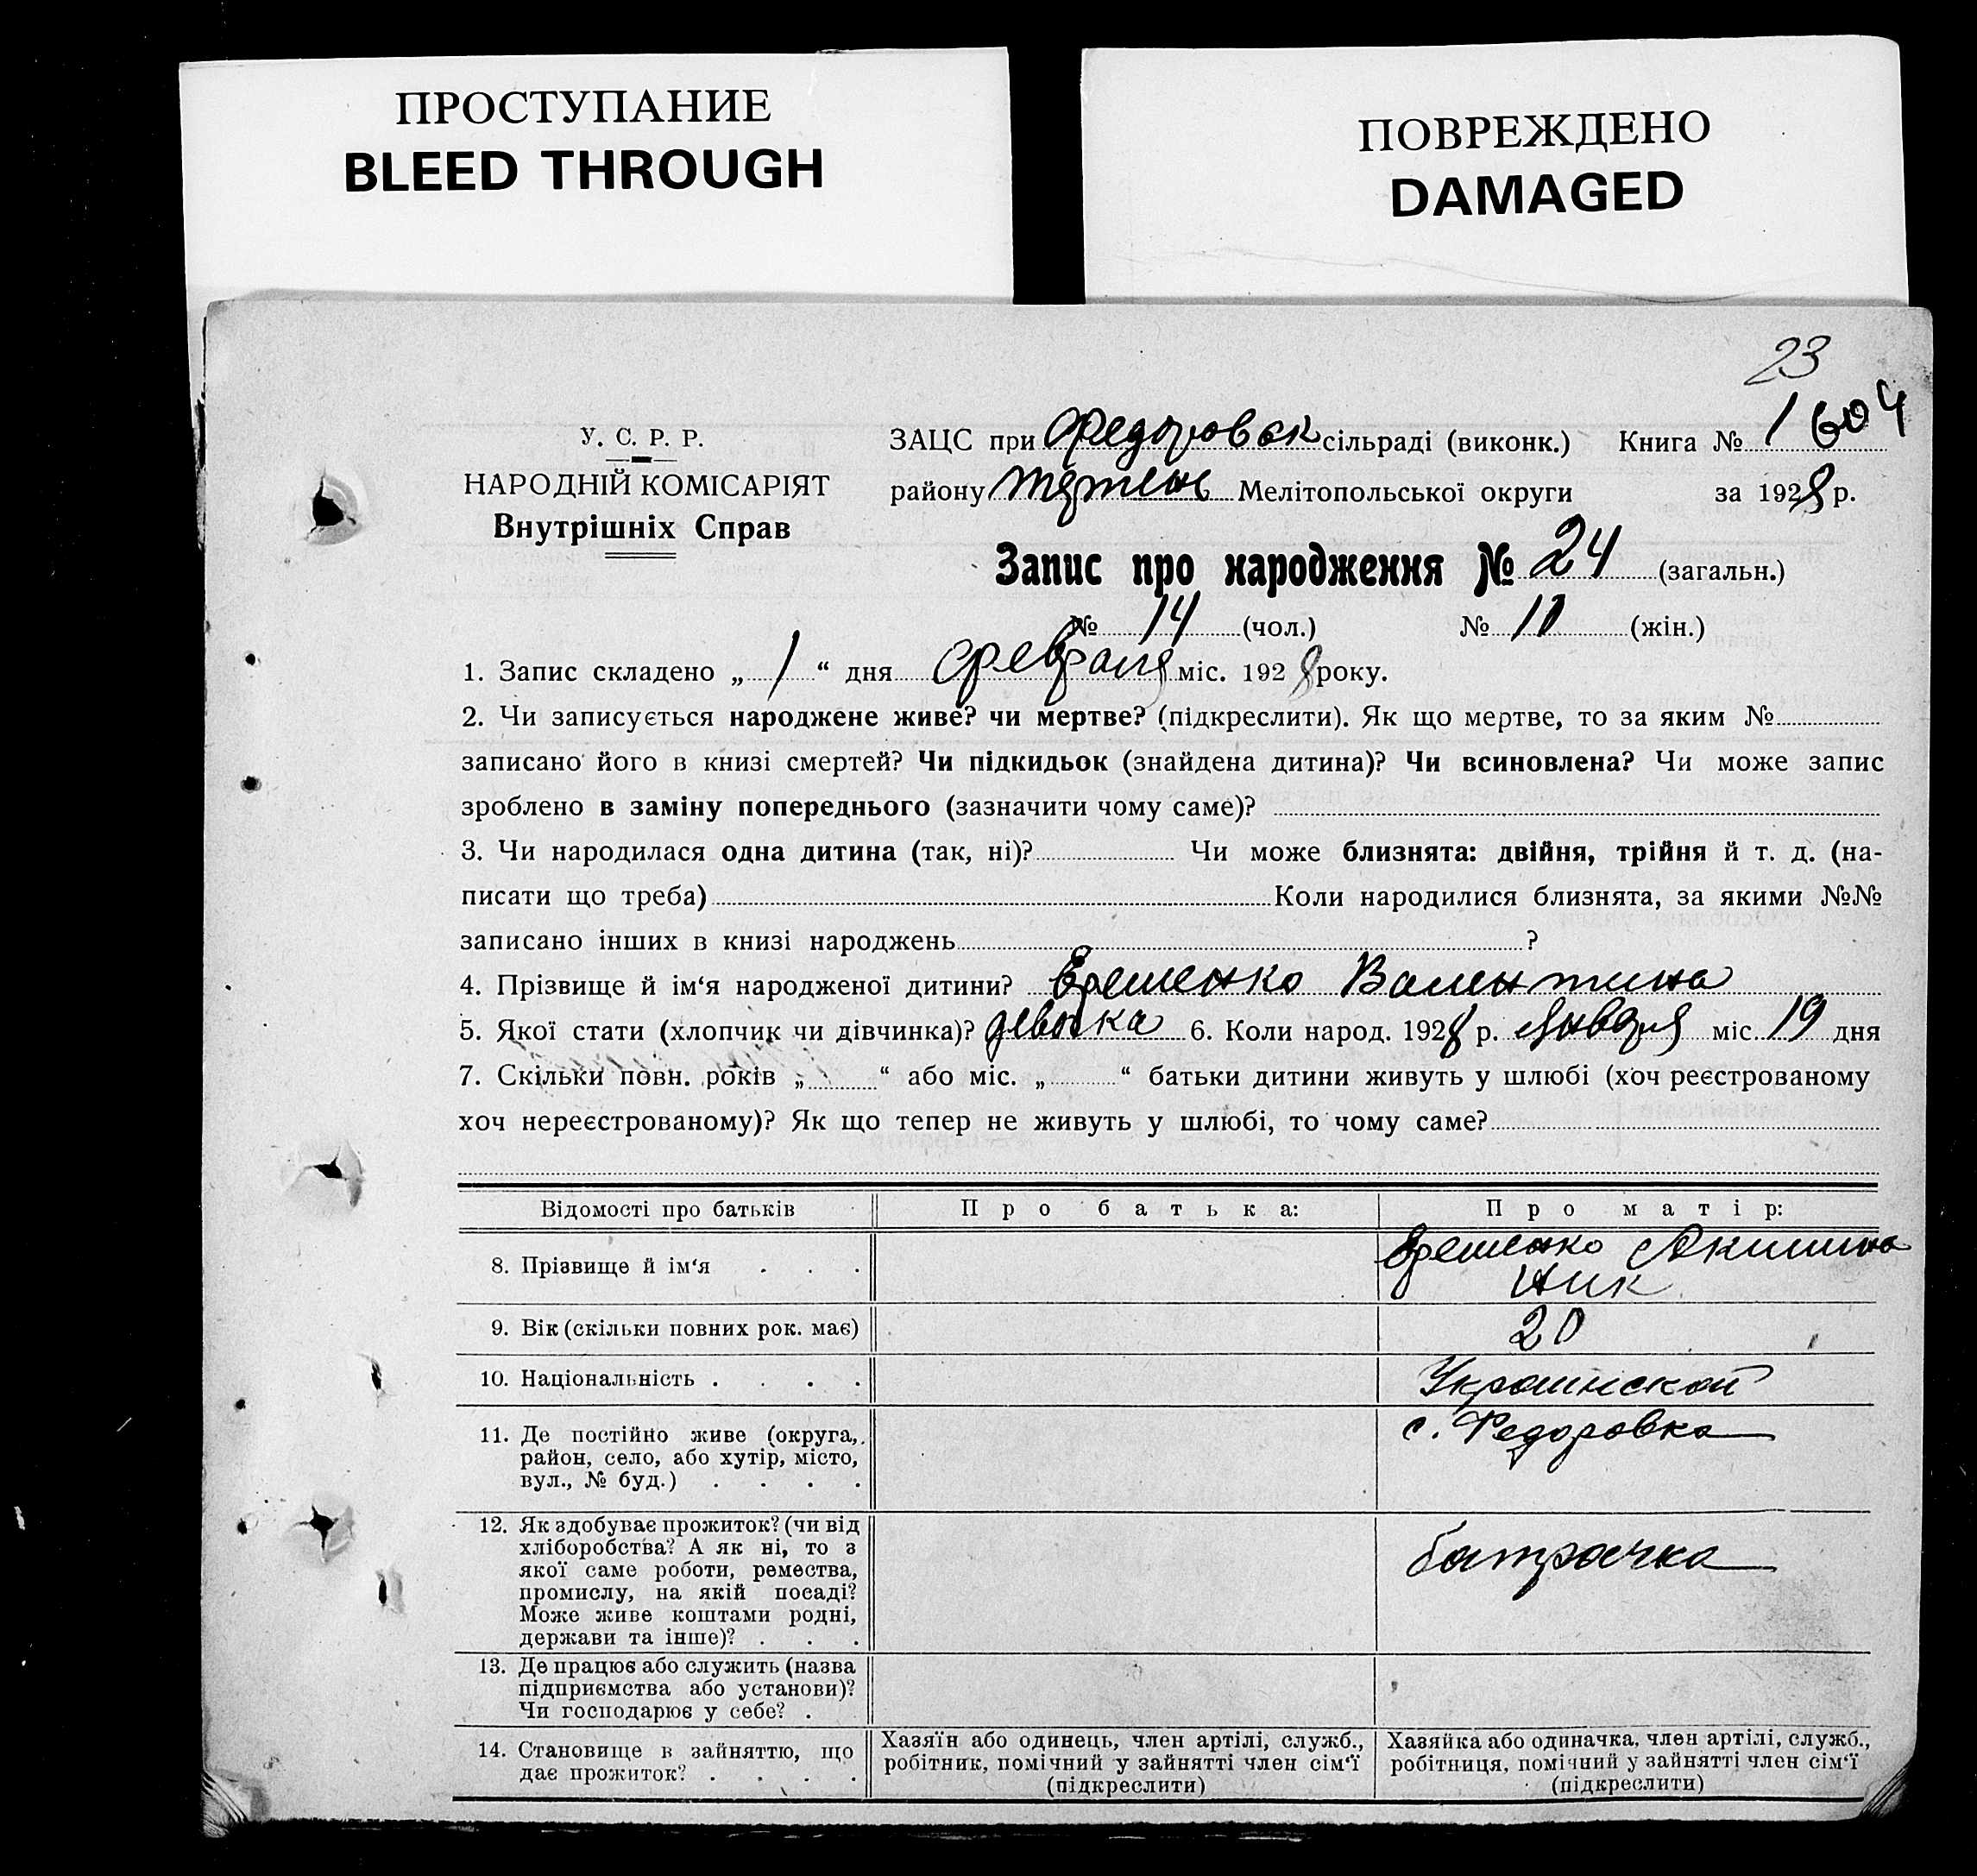 ПРОСТУПАНИЕ
BLEED THROUGH
ПОВРЕЖДЕНО
DAMAGED
23
У. С. Р. Р.
НАРОДНІЙ КОМІСАРІЯТ
Внутрішніх Справ
ЗАЦС при Федоровск сільраді (виконк.) Книга № 1 604
району Мелітопольської округи за 1928 р.
Запис про народження № 24 (загальн.)
№ 14 (чол.) № 11 (жін.)
1. Запис складено „ 1 “ дня февраля міс. 1928 року.
2. Чи записується народжене живе? чи мертве? (підкреслити). Як що мертве, то за яким №
записано його в книзі смертей? Чи підкидьок (знайдена дитина)? Чи всиновлена? Чи може запис
зроблено в заміну попереднього (зазначити чому саме)?
3. Чи народилася одна дитина (так, ні)? Чи може близнята: двійня, трійня й т. д. (на-
писати що треба) Коли народилися близнята, за якими №№
записано інших в книзі народжень ?
4. Прізвище й ім‘я народженої дитини? Ерешенко Валентина
5. Якої стати (хлопчик чи дівчинка)? девочка 6. Коли народ. 1928 р. января міс. 19 дня
7. Скільки повн. років „ “ або міс. „ “ батьки дитини живуть у шлюбі (хоч реєстрованому
хоч нереєстрованому)? Як що тепер не живуть у шлюбі, то чому саме?
Відомості про батьків Про батька: Про матір:
8. Прізвище й ім‘я . . . Ерешенко Акилина
Ник
9. Вік (скільки повних рок. має) 20
10. Національність . . . . Украинской
11. Де постійно живе (округа, с. Федоровка
район, село, або хутір, місто,
вул., № буд.) . . . .
12. Як здобуває прожиток? (чи від
хліборобства? А як ні, то з
якої саме роботи, ремества, батрачка
промислу, на якій посаді?
Може живе коштами родні,
держави та інше)? . . .
13. Де працює або служить (назва
підприємства або установи)?
Чи господарює у себе? .
14. Становище в зайняттю, що
дає прожиток? . . . .
Хазяїн або одинець, член артілі, служб.,
робітник, помічний у зайнятті член сім‘ї
(підкреслити)
Хазяйка або одиначка, член артілі, служб.,
робітниця, помічний у зайнятті член сім‘ї
(підкреслити)